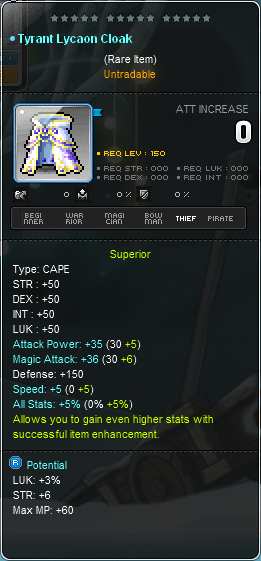 Tyrant Lycaon Cloak
(Rare Item)
Untradable
ATT INCREASE
0
REQ LEV : 150
REQ STR : 000 REQ LUK : 000
REQ DEX : 000 REQ INT : 000
0 0 %
BEGINNER WARRIOR MAGICIAN BOWMAN THIEF PIRATE
Superior
Type: CAPE
STR : +50
DEX : +50
INT : +50
LUK : +50
Attack Power: +35 (30 +5)
Magic Attack: +36 (30 +6)
Defense: +150
Speed: +5 (0 +5)
All Stats: +5% (0% +5%)
Allows you to gain even higher stats with
successful item enhancement.
R Potential
LUK: +3%
STR: +6
Max MP: +60